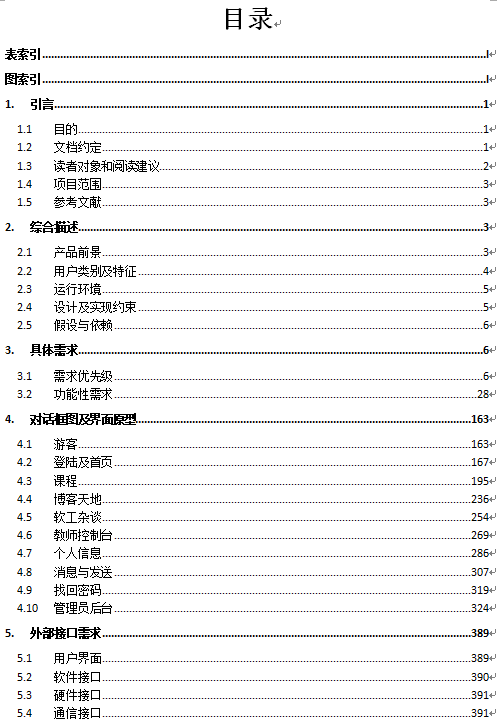 目录
表索引 I
图索引 I
1. 引言 1
1.1 目的 1
1.2 文档约定 1
1.3 读者对象和阅读建议 2
1.4 项目范围 3
1.5 参考文献 3
2. 综合描述 3
2.1 产品前景 3
2.2 用户类别及特征 4
2.3 运行环境 5
2.4 设计及实现约束 5
2.5 假设与依赖 6
3. 具体需求 6
3.1 需求优先级 6
3.2 功能性需求 28
4. 对话框图及界面原型 163
4.1 游客 163
4.2 登陆及首页 167
4.3 课程 195
4.4 博客天地 236
4.5 软工杂谈 254
4.6 教师控制台 269
4.7 个人信息 286
4.8 消息与发送 307
4.9 找回密码 319
4.10 管理员后台 324
5. 外部接口需求 389
5.1 用户界面 389
5.2 软件接口 390
5.3 硬件接口 391
5.4 通信接口 391